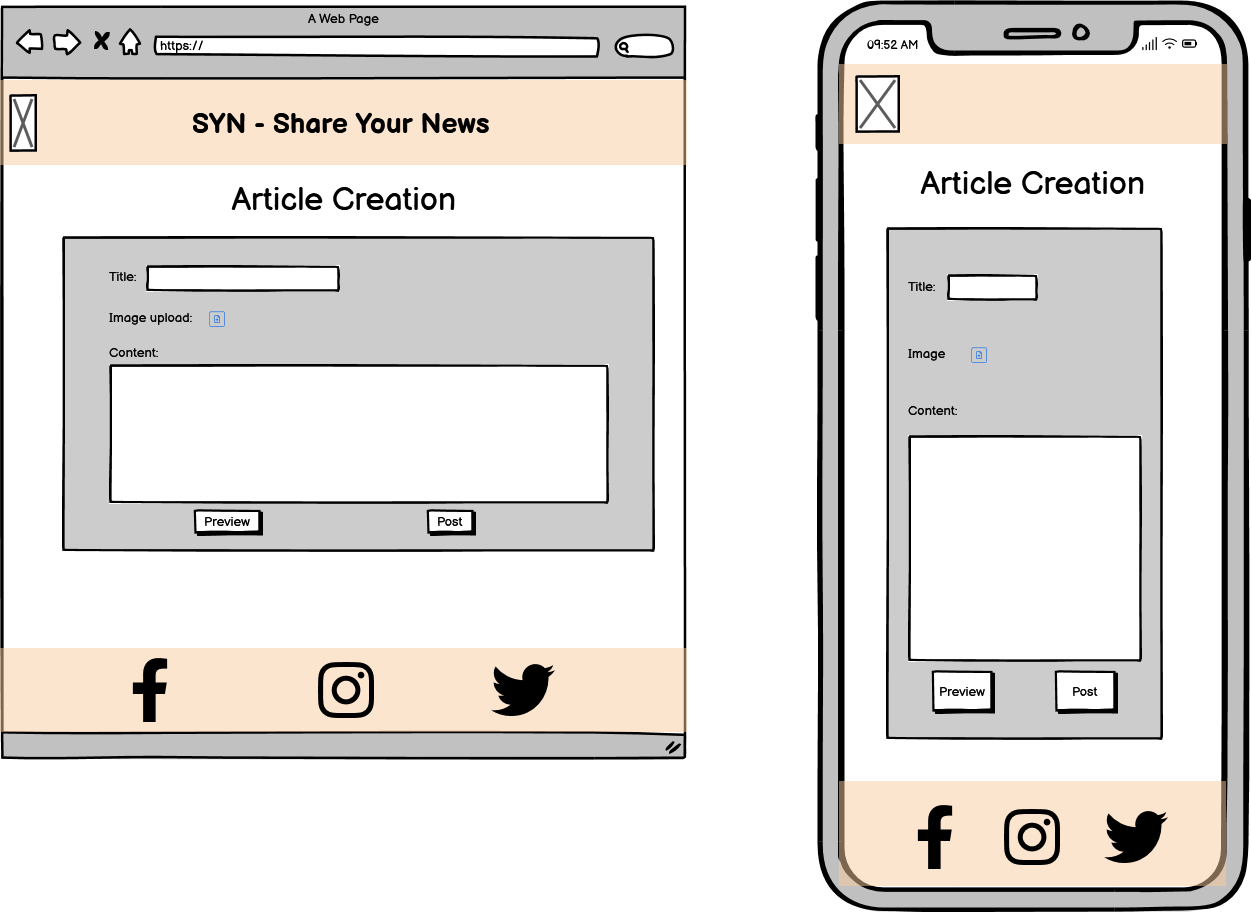 A Web Page
https://
SYN - Share Your News
Article Creation
Title:
Image upload:
Content:
Preview
Post
09:52 AM
Article Creation
Title:
Image
Content:
Preview
Post